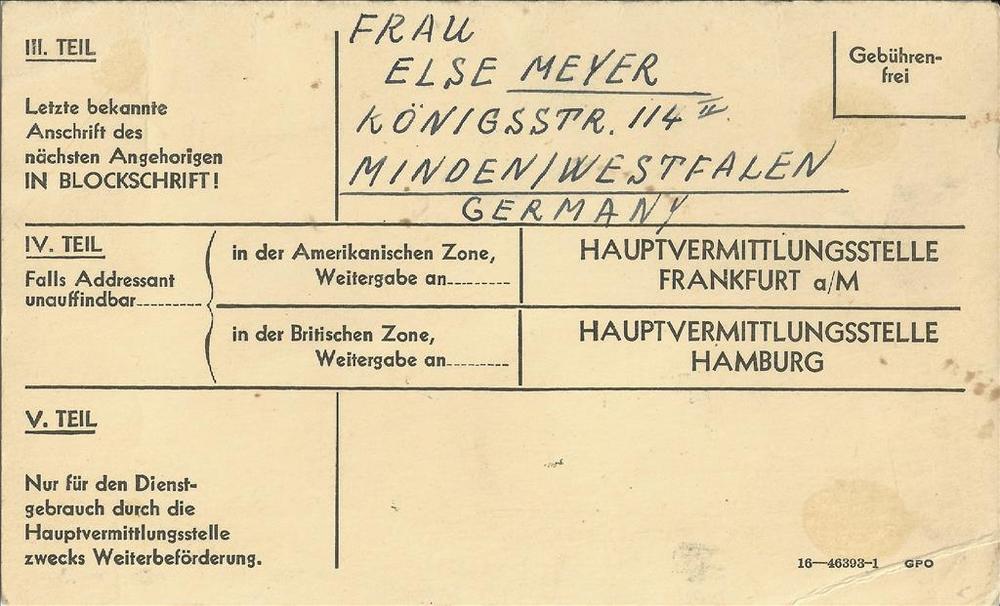 III. TEIL
Letzte bekannte
Anschrift des
nächsten Angehorigen
IN BLOCKSCHRIFT!
FRAU
ELSE MEYER
KÖNIGSSTR. 114 II
MINDEN/WESTFALEN
GERMANY
Gebühren-
frei
IV. TEIL
Falls Addressant
unauffindbar
in der Amerikanischen Zone,
Weitergabe an
HAUPTVERMITTLUNGSSTELLE
FRANKFURT a/M
in der Britischen Zone,
Weitergabe an
HAUPTVERMITTLUNGSSTELLE
HAMBURG
V. TEIL
Nur für den Dienst-
gebrauch durch die
Hauptvermittlungsstelle
zwecks Weiterbeförderung.
16—46393-1 GPO